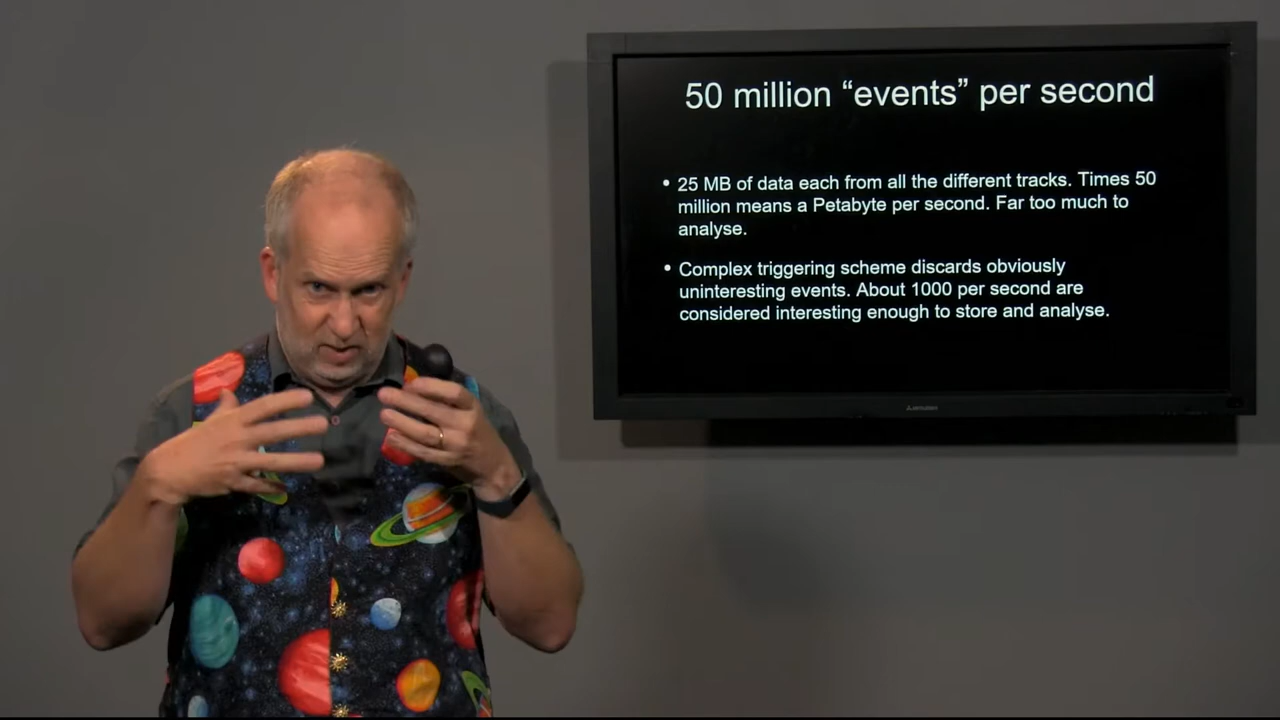 50 million “events” per second
• 25 MB of data each from all the different tracks. Times 50
million means a Petabyte per second. Far too much to
analyse.
• Complex triggering scheme discards obviously
uninteresting events. About 1000 per second are
considered interesting enough to store and analyse.